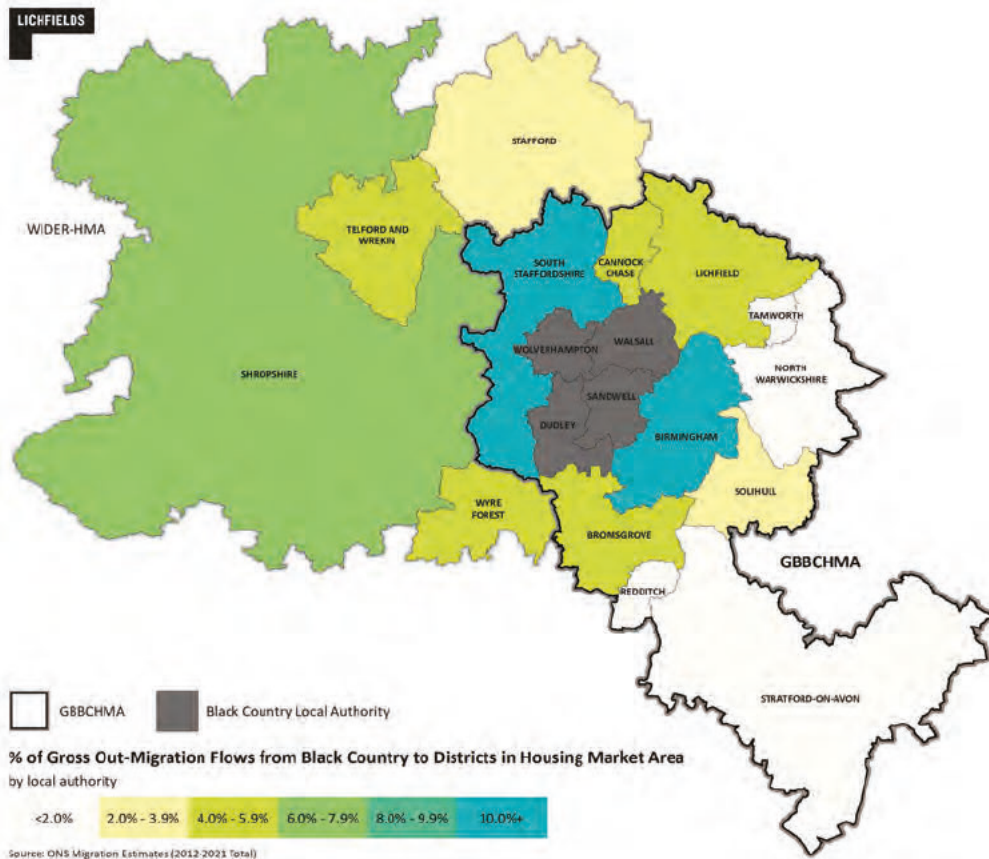 LICHFIELDS
STAFFORD
WIDER-HMA
TELFORD AND
WREKIN
SOUTH
STAFFORDSHIRE
CANNOCK
CHASE
LICHFIELD
TAMWORTH
WOLVERHAMPTON
WALSALL
NORTH
WARWICKSHIRE
SHROPSHIRE
SANDWELL
DUDLEY
BIRMINGHAM
SOLIHULL
WYRE
FOREST
BROMSGROVE
GBBCHMA
REDDITCH
STRATFORD-ON-AVON
GBBCHMA
Black Country Local Authority
% of Gross Out-Migration Flows from Black Country to Districts in Housing Market Area
by local authority
<2.0% 2.0% - 3.9% 4.0% - 5.9% 6.0% - 7.9% 8.0% - 9.9% 10.0%+
Source: ONS Migration Estimates (2012-2021 Total)